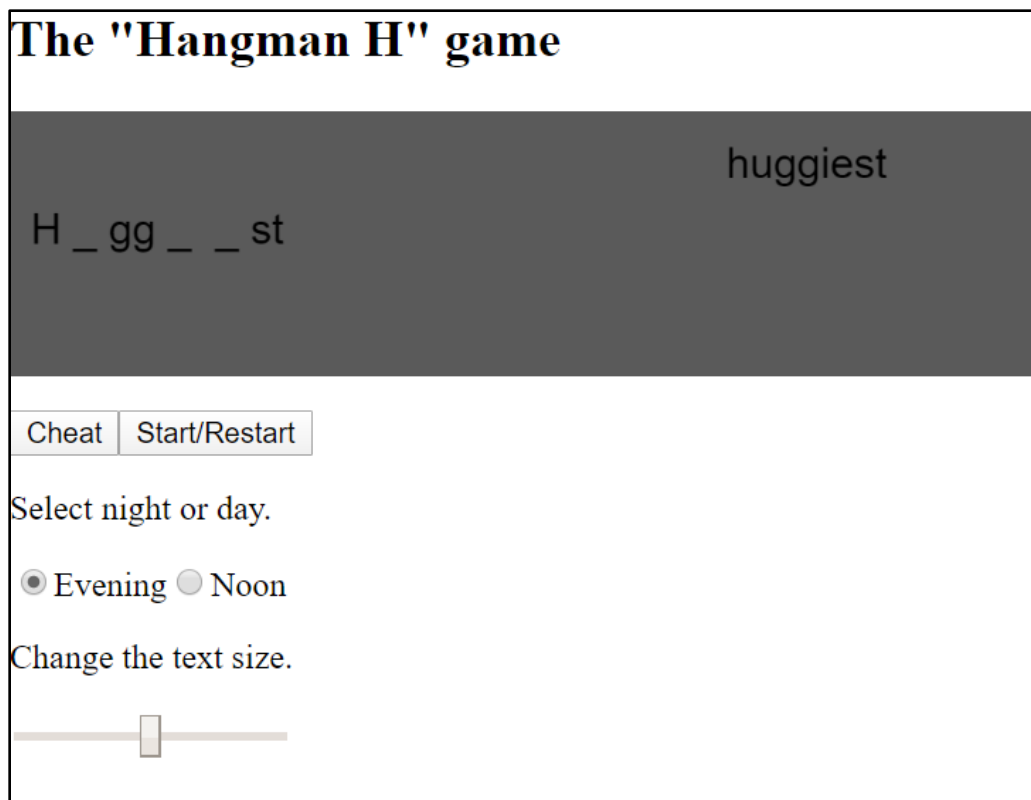 The "Hangman H" game
huggiest
H _ gg _  _ st
Cheat Start/Restart
Select night or day.
Evening Noon
Change the text size.